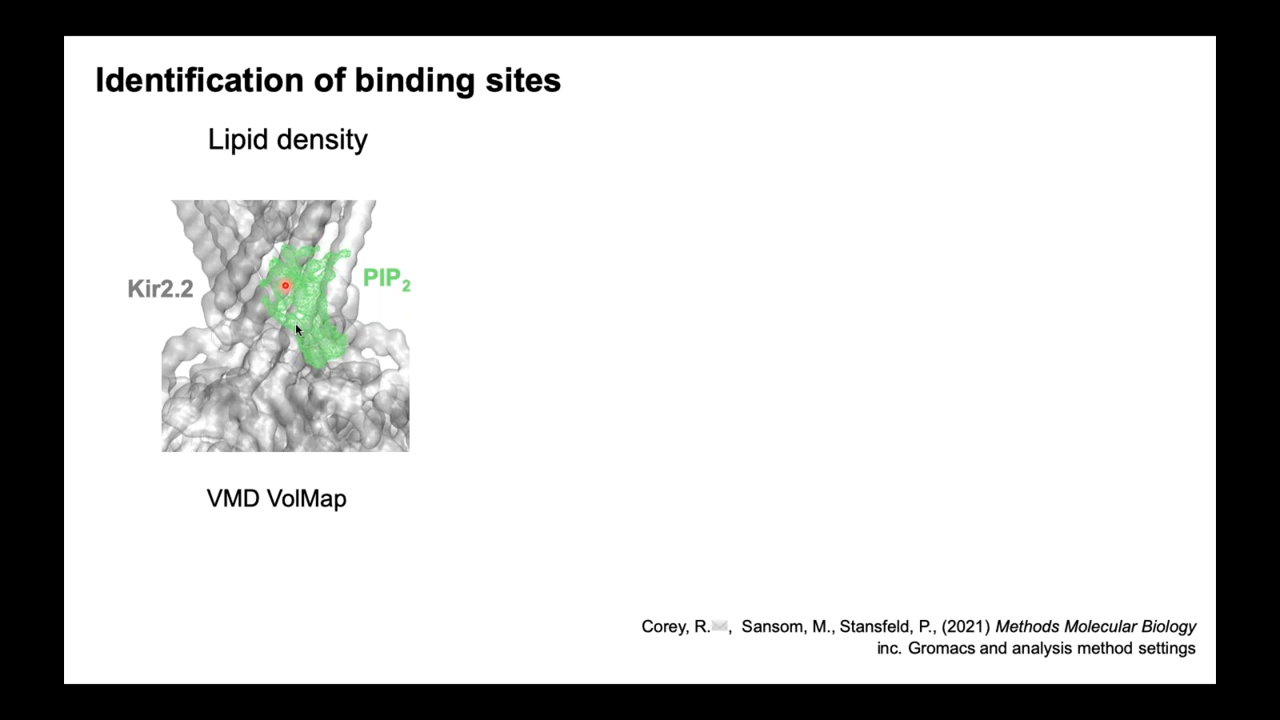 Identification of binding sites
Lipid density
Kir2.2
PIP₂
VMD VolMap
Corey, R.✉, Sansom, M., Stansfeld, P., (2021) Methods Molecular Biology
inc. Gromacs and analysis method settings